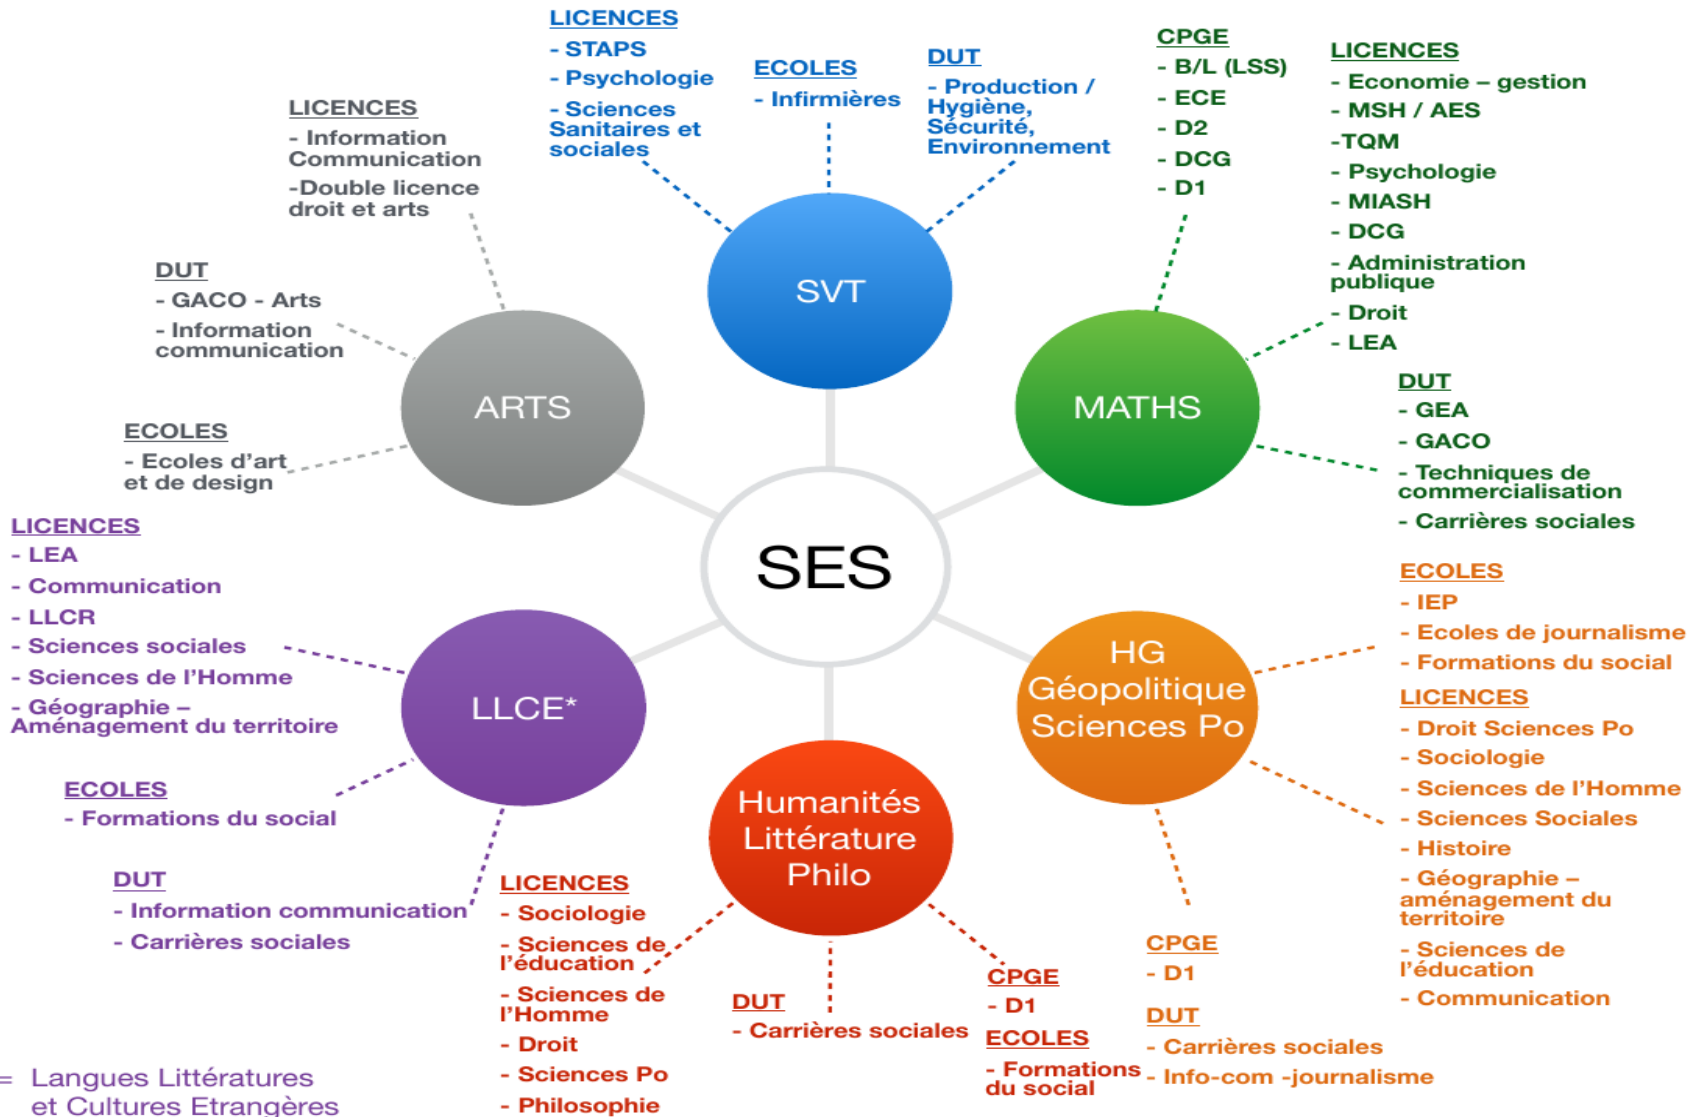 LICENCES
- STAPS
- Psychologie
- Sciences
Sanitaires et
sociales
ECOLES
- Infirmières
DUT
- Production /
Hygiène,
Sécurité,
Environnement
CPGE
- B/L (LSS)
- ECE
- D2
- DCG
- D1
LICENCES
- Economie – gestion
- MSH / AES
-TQM
- Psychologie
- MIASH
- DCG
- Administration
publique
- Droit
- LEA
DUT
- GEA
- GACO
- Techniques de
commercialisation
- Carrières sociales
LICENCES
- Information
Communication
-Double licence
droit et arts
DUT
- GACO - Arts
- Information
communication
ECOLES
- Ecoles d'art
et de design
SVT
ARTS
MATHS
SES
LLCE*
HG
Géopolitique
Sciences Po
Humanités
Littérature
Philo
LICENCES
- LEA
- Communication
- LLCR
- Sciences sociales
- Sciences de l'Homme
- Géographie –
Aménagement du territoire
ECOLES
- Formations du social
DUT
- Information communication
- Carrières sociales
ECOLES
- IEP
- Ecoles de journalisme
- Formations du social
LICENCES
- Droit Sciences Po
- Sociologie
- Sciences de l'Homme
- Sciences Sociales
- Histoire
- Géographie –
aménagement du
territoire
- Sciences de
l'éducation
- Communication
CPGE
- D1
DUT
- Carrières sociales
- Info-com -journalisme
LICENCES
- Sociologie
- Sciences de
l'éducation
- Sciences de
l'Homme
- Droit
- Sciences Po
- Philosophie
DUT
- Carrières sociales
CPGE
- D1
ECOLES
- Formations
du social
= Langues Littératures
et Cultures Etrangères